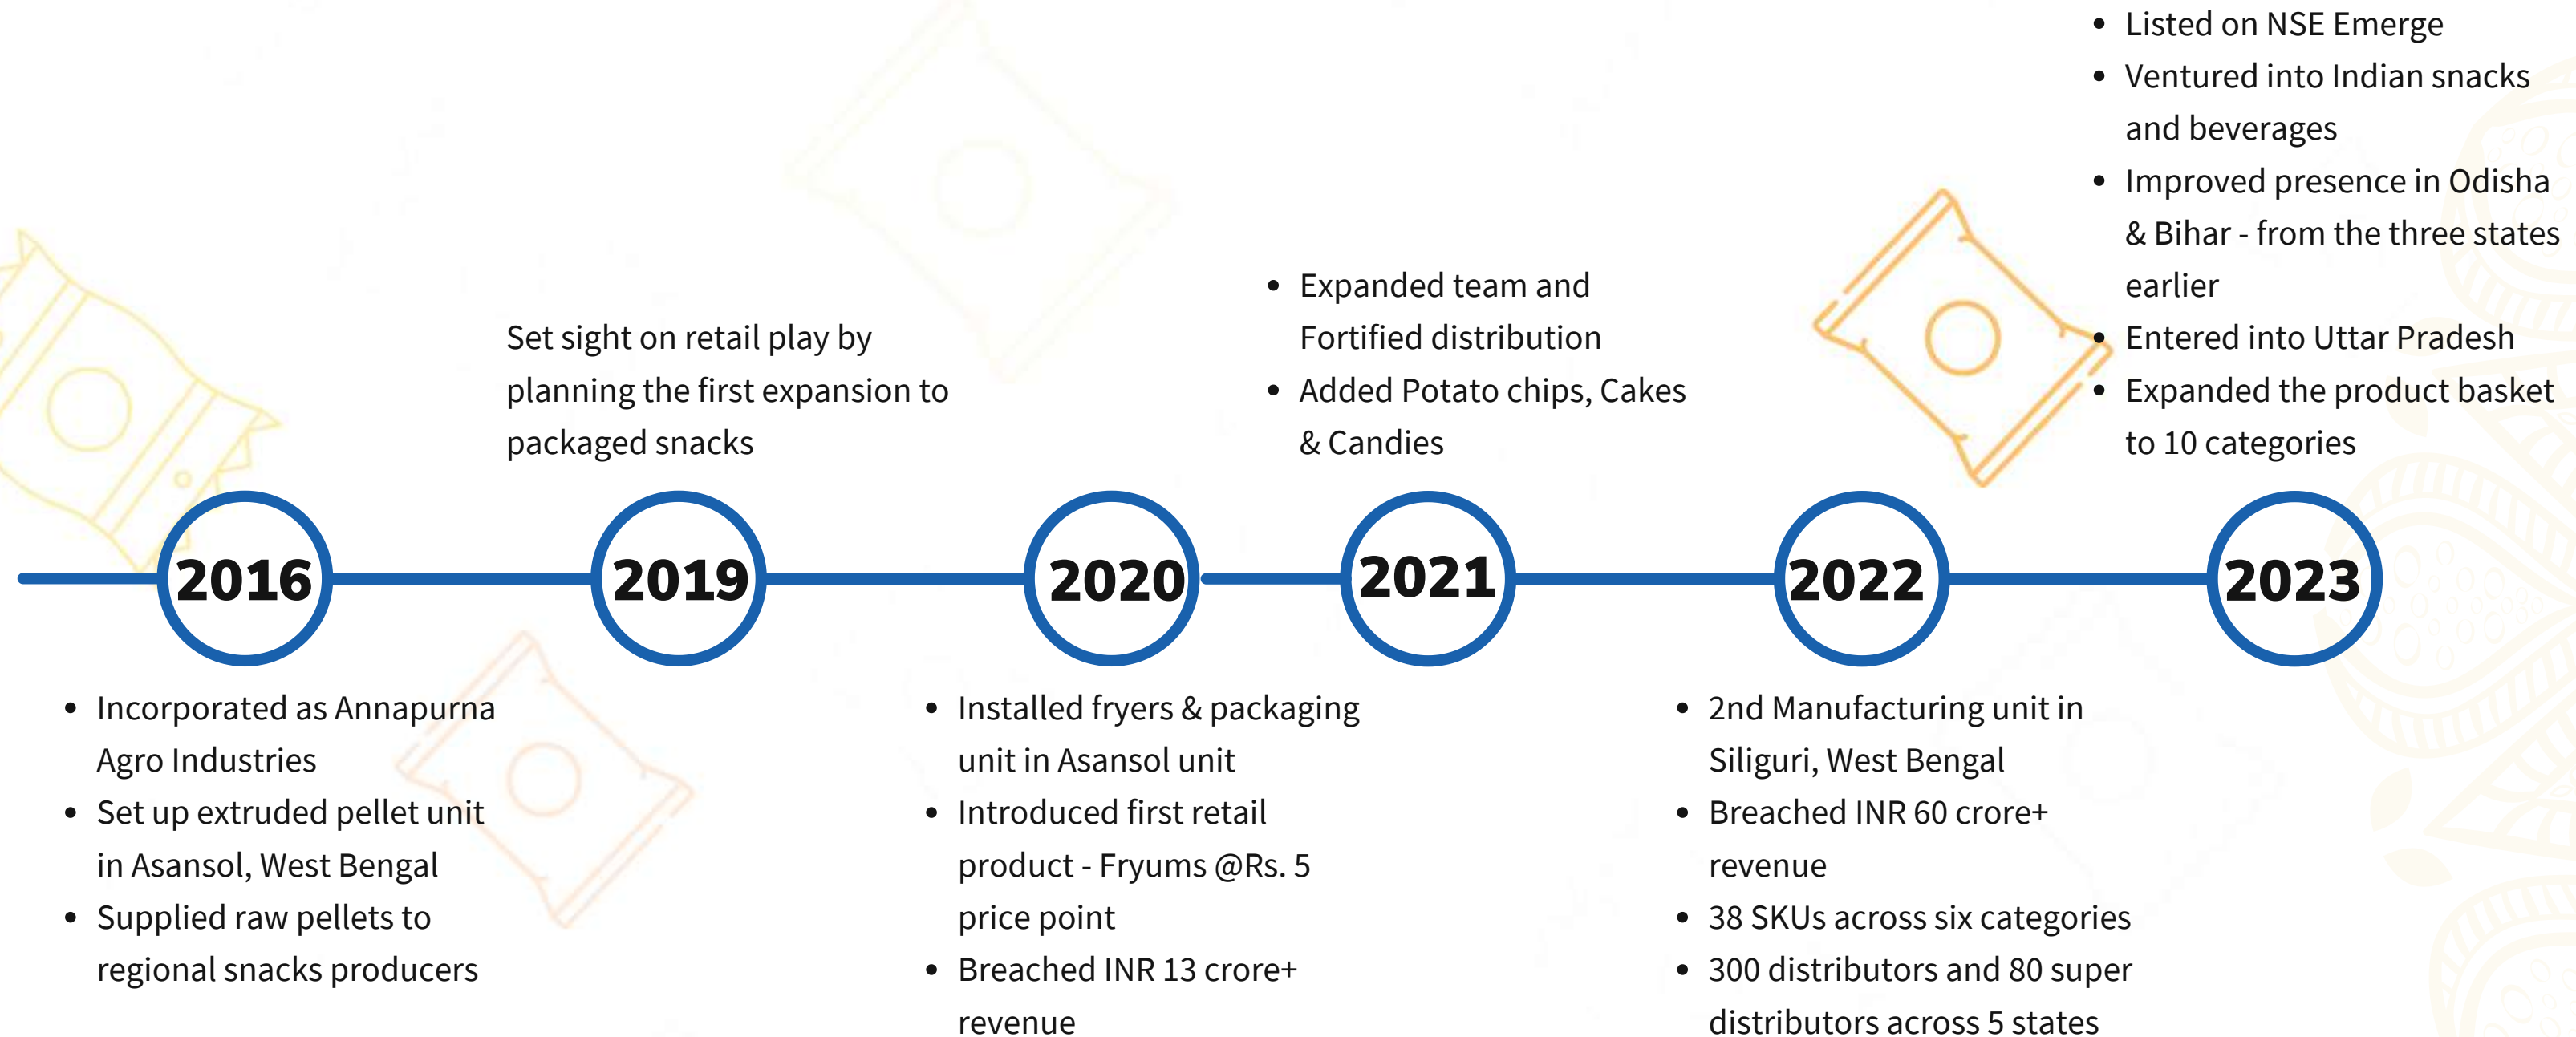 2016
• Incorporated as Annapurna
Agro Industries
• Set up extruded pellet unit
in Asansol, West Bengal
• Supplied raw pellets to
regional snacks producers
Set sight on retail play by
planning the first expansion to
packaged snacks
2019
2020
• Installed fryers & packaging
unit in Asansol unit
• Introduced first retail
product - Fryums @Rs. 5
price point
• Breached INR 13 crore+
revenue
• Expanded team and
Fortified distribution
• Added Potato chips, Cakes
& Candies
2021
2022
• 2nd Manufacturing unit in
Siliguri, West Bengal
• Breached INR 60 crore+
revenue
• 38 SKUs across six categories
• 300 distributors and 80 super
distributors across 5 states
• Listed on NSE Emerge
• Ventured into Indian snacks
and beverages
• Improved presence in Odisha
& Bihar - from the three states
earlier
• Entered into Uttar Pradesh
• Expanded the product basket
to 10 categories
2023